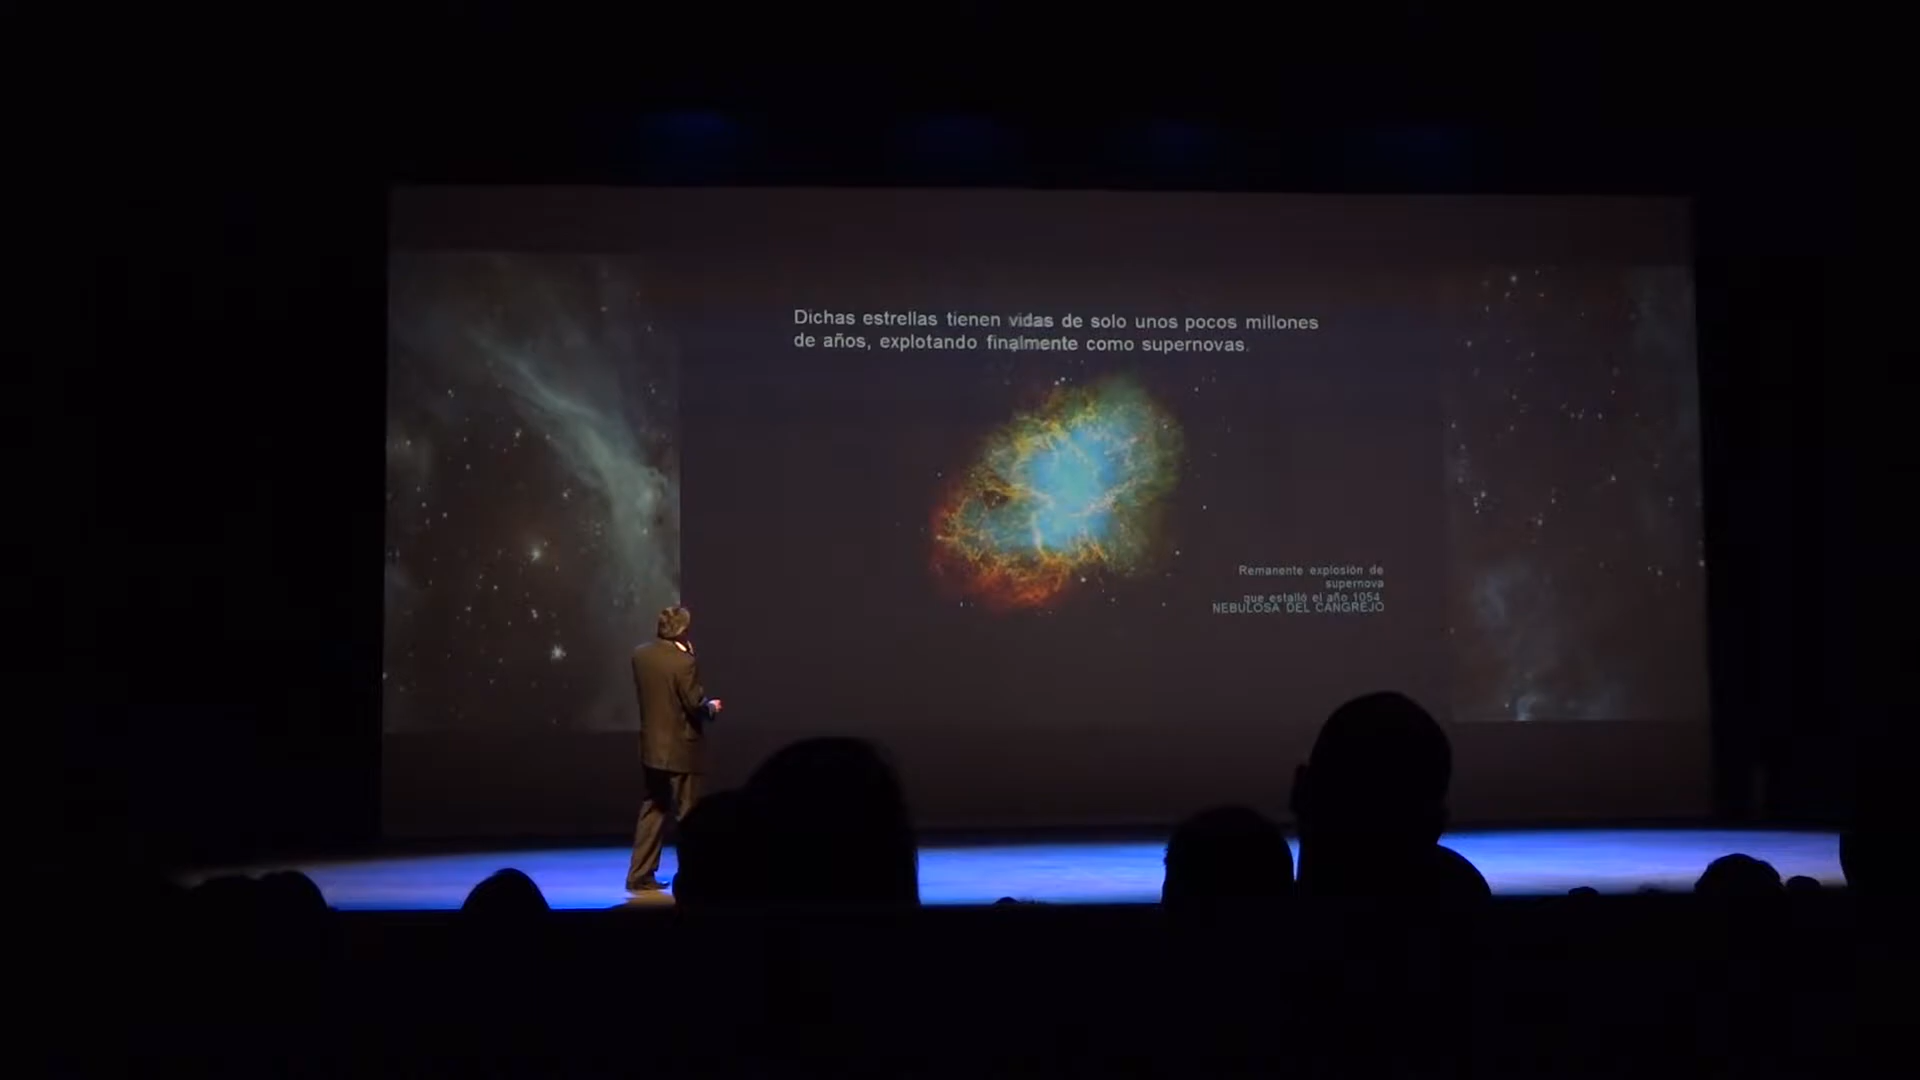 Dichas estrellas tienen vidas de solo unos pocos millones
de años, explotando finalmente como supernovas.
Remanente explosión de
supernova
que estalló el año 1054.
NEBULOSA DEL CANGREJO